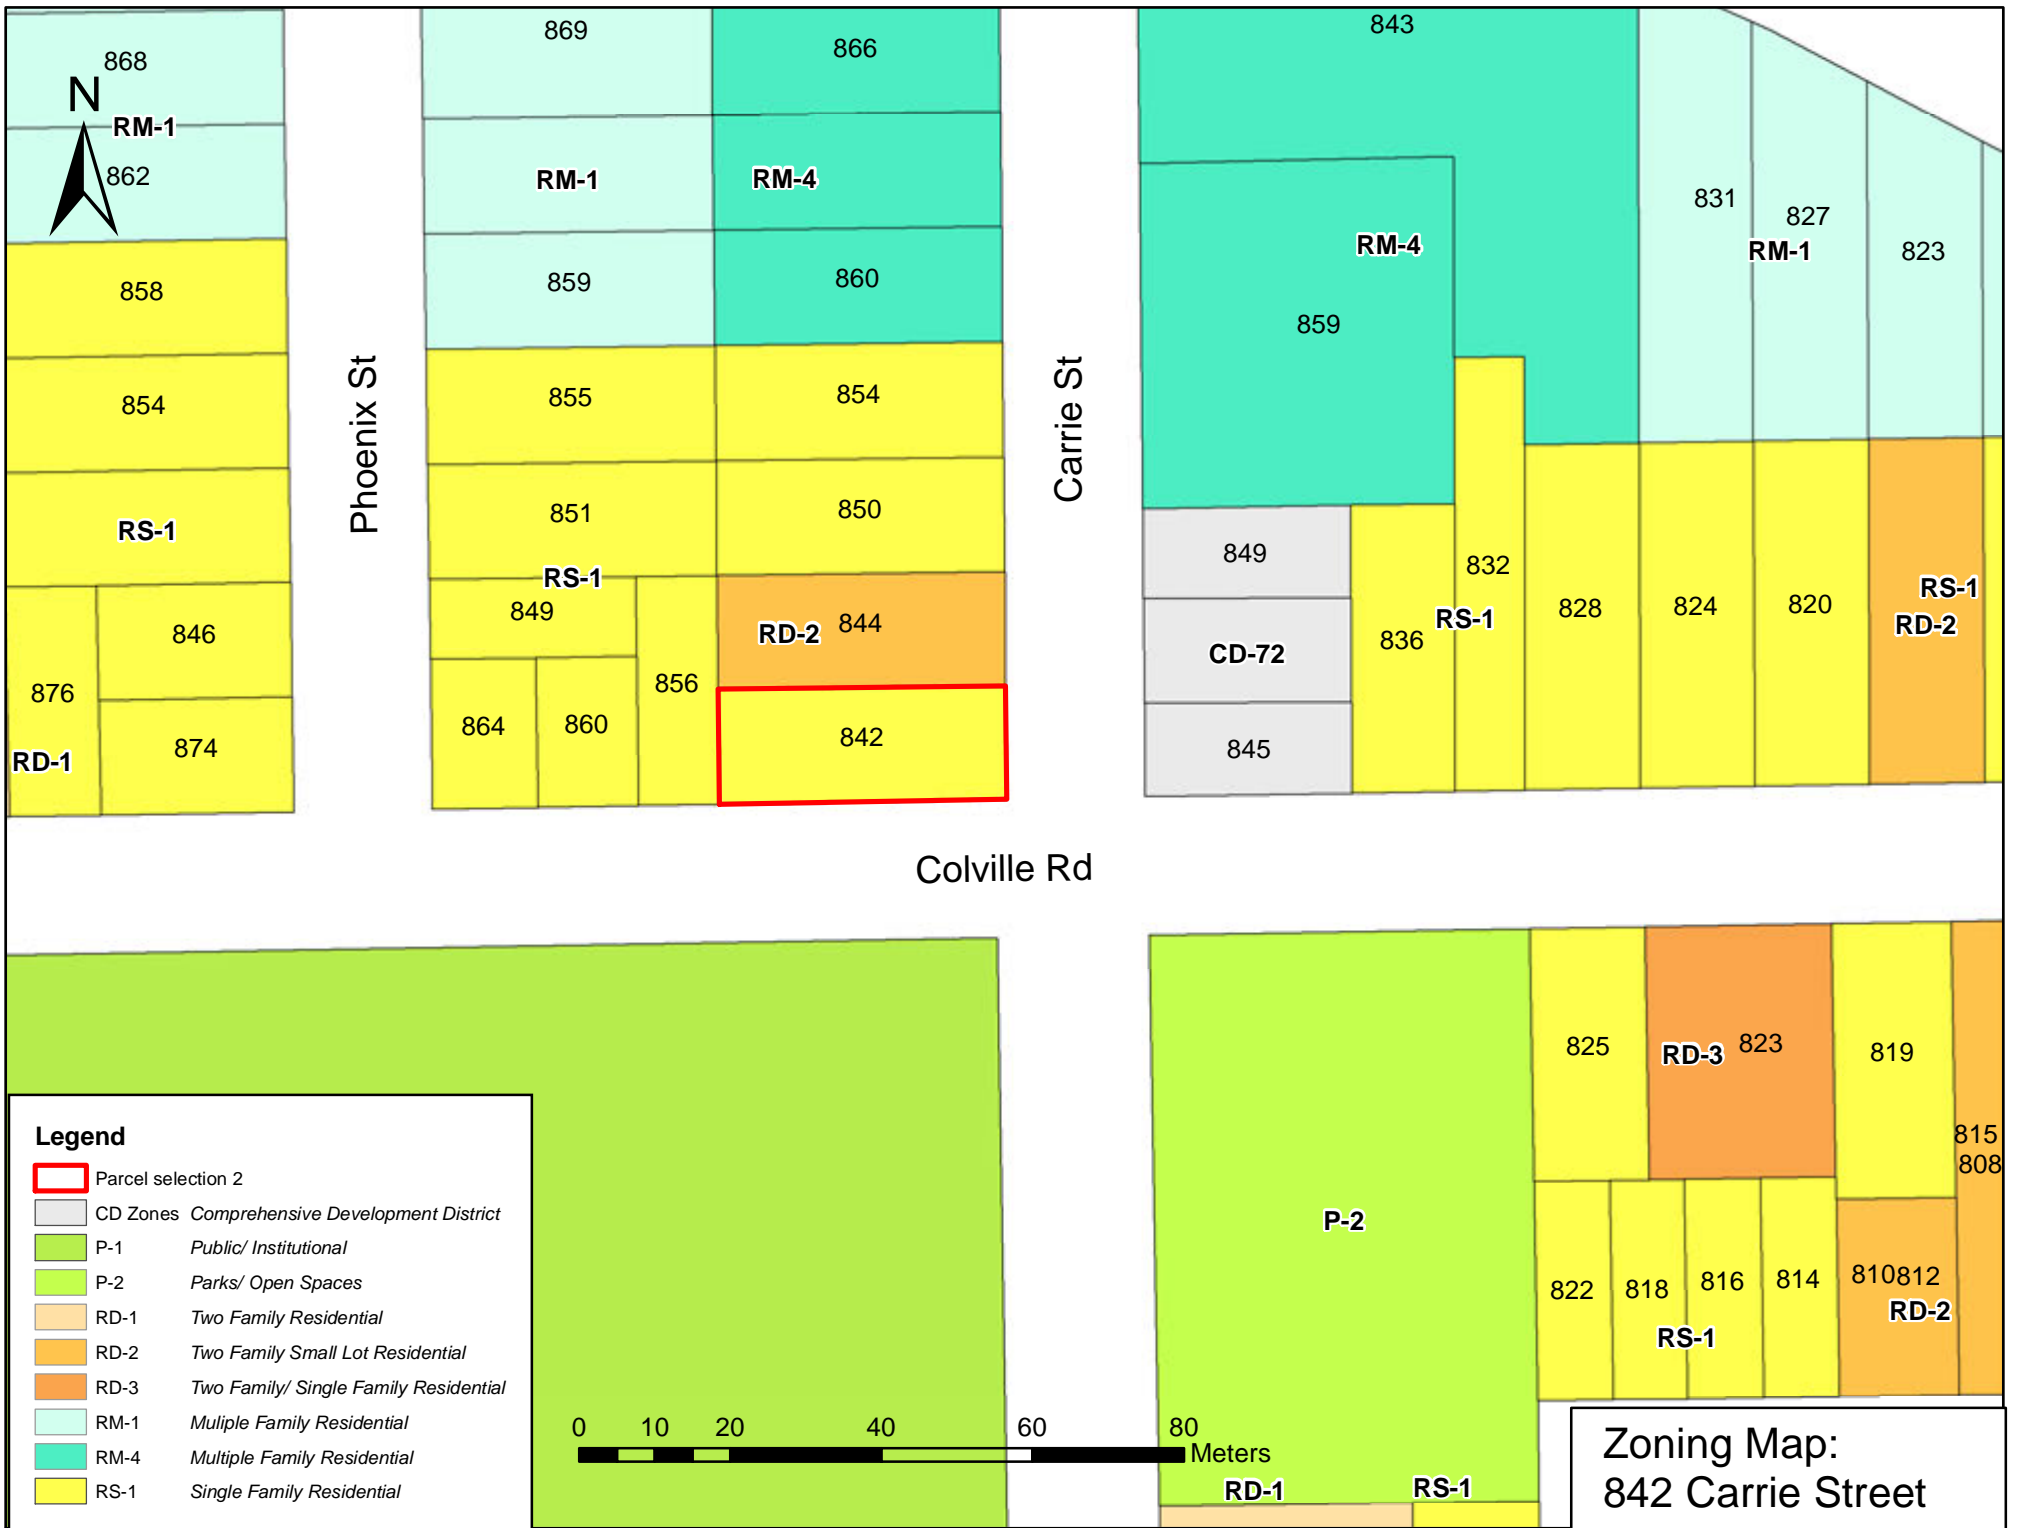 868
869
866
843
N
RM-1
862
RM-1
RM-4
831
827
823
RM-1
RM-4
858
859
860
859
854
855
854
Phoenix St
Carrie St
RS-1
851
850
RS-1
849
RD-2
844
849
832
836
RS-1
828
824
820
RS-1
RD-2
846
CD-72
876
856
864
860
842
845
874
RD-1
Colville Rd
825
RD-3
823
819
815
808
P-2
822
818
816
814
810
812
RD-2
RS-1
Legend
Parcel selection 2
CD Zones Comprehensive Development District
P-1 Public/ Institutional
P-2 Parks/ Open Spaces
RD-1 Two Family Residential
RD-2 Two Family Small Lot Residential
RD-3 Two Family/ Single Family Residential
RM-1 Muliple Family Residential
RM-4 Multiple Family Residential
RS-1 Single Family Residential
0 10 20 40 60 80
Meters
RD-1
RS-1
Zoning Map:
842 Carrie Street